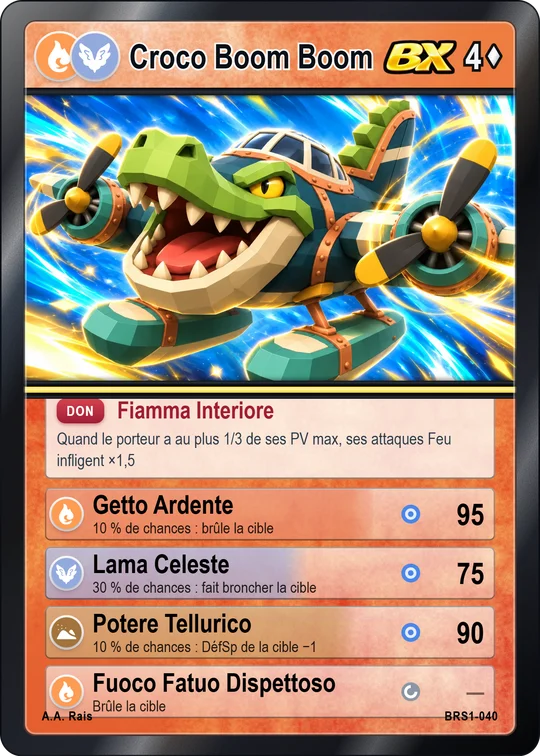 Croco Boom Boom BX 4
DON Fiamma Interiore
Quand le porteur a au plus 1/3 de ses PV max, ses attaques Feu
infligent ×1,5
Getto Ardente 95
10 % de chances : brûle la cible
Lama Celeste 75
30 % de chances : fait broncher la cible
Potere Tellurico 90
10 % de chances : DéfSp de la cible −1
Fuoco Fatuo Dispettoso —
Brûle la cible
A.A. Rais BRS1-040